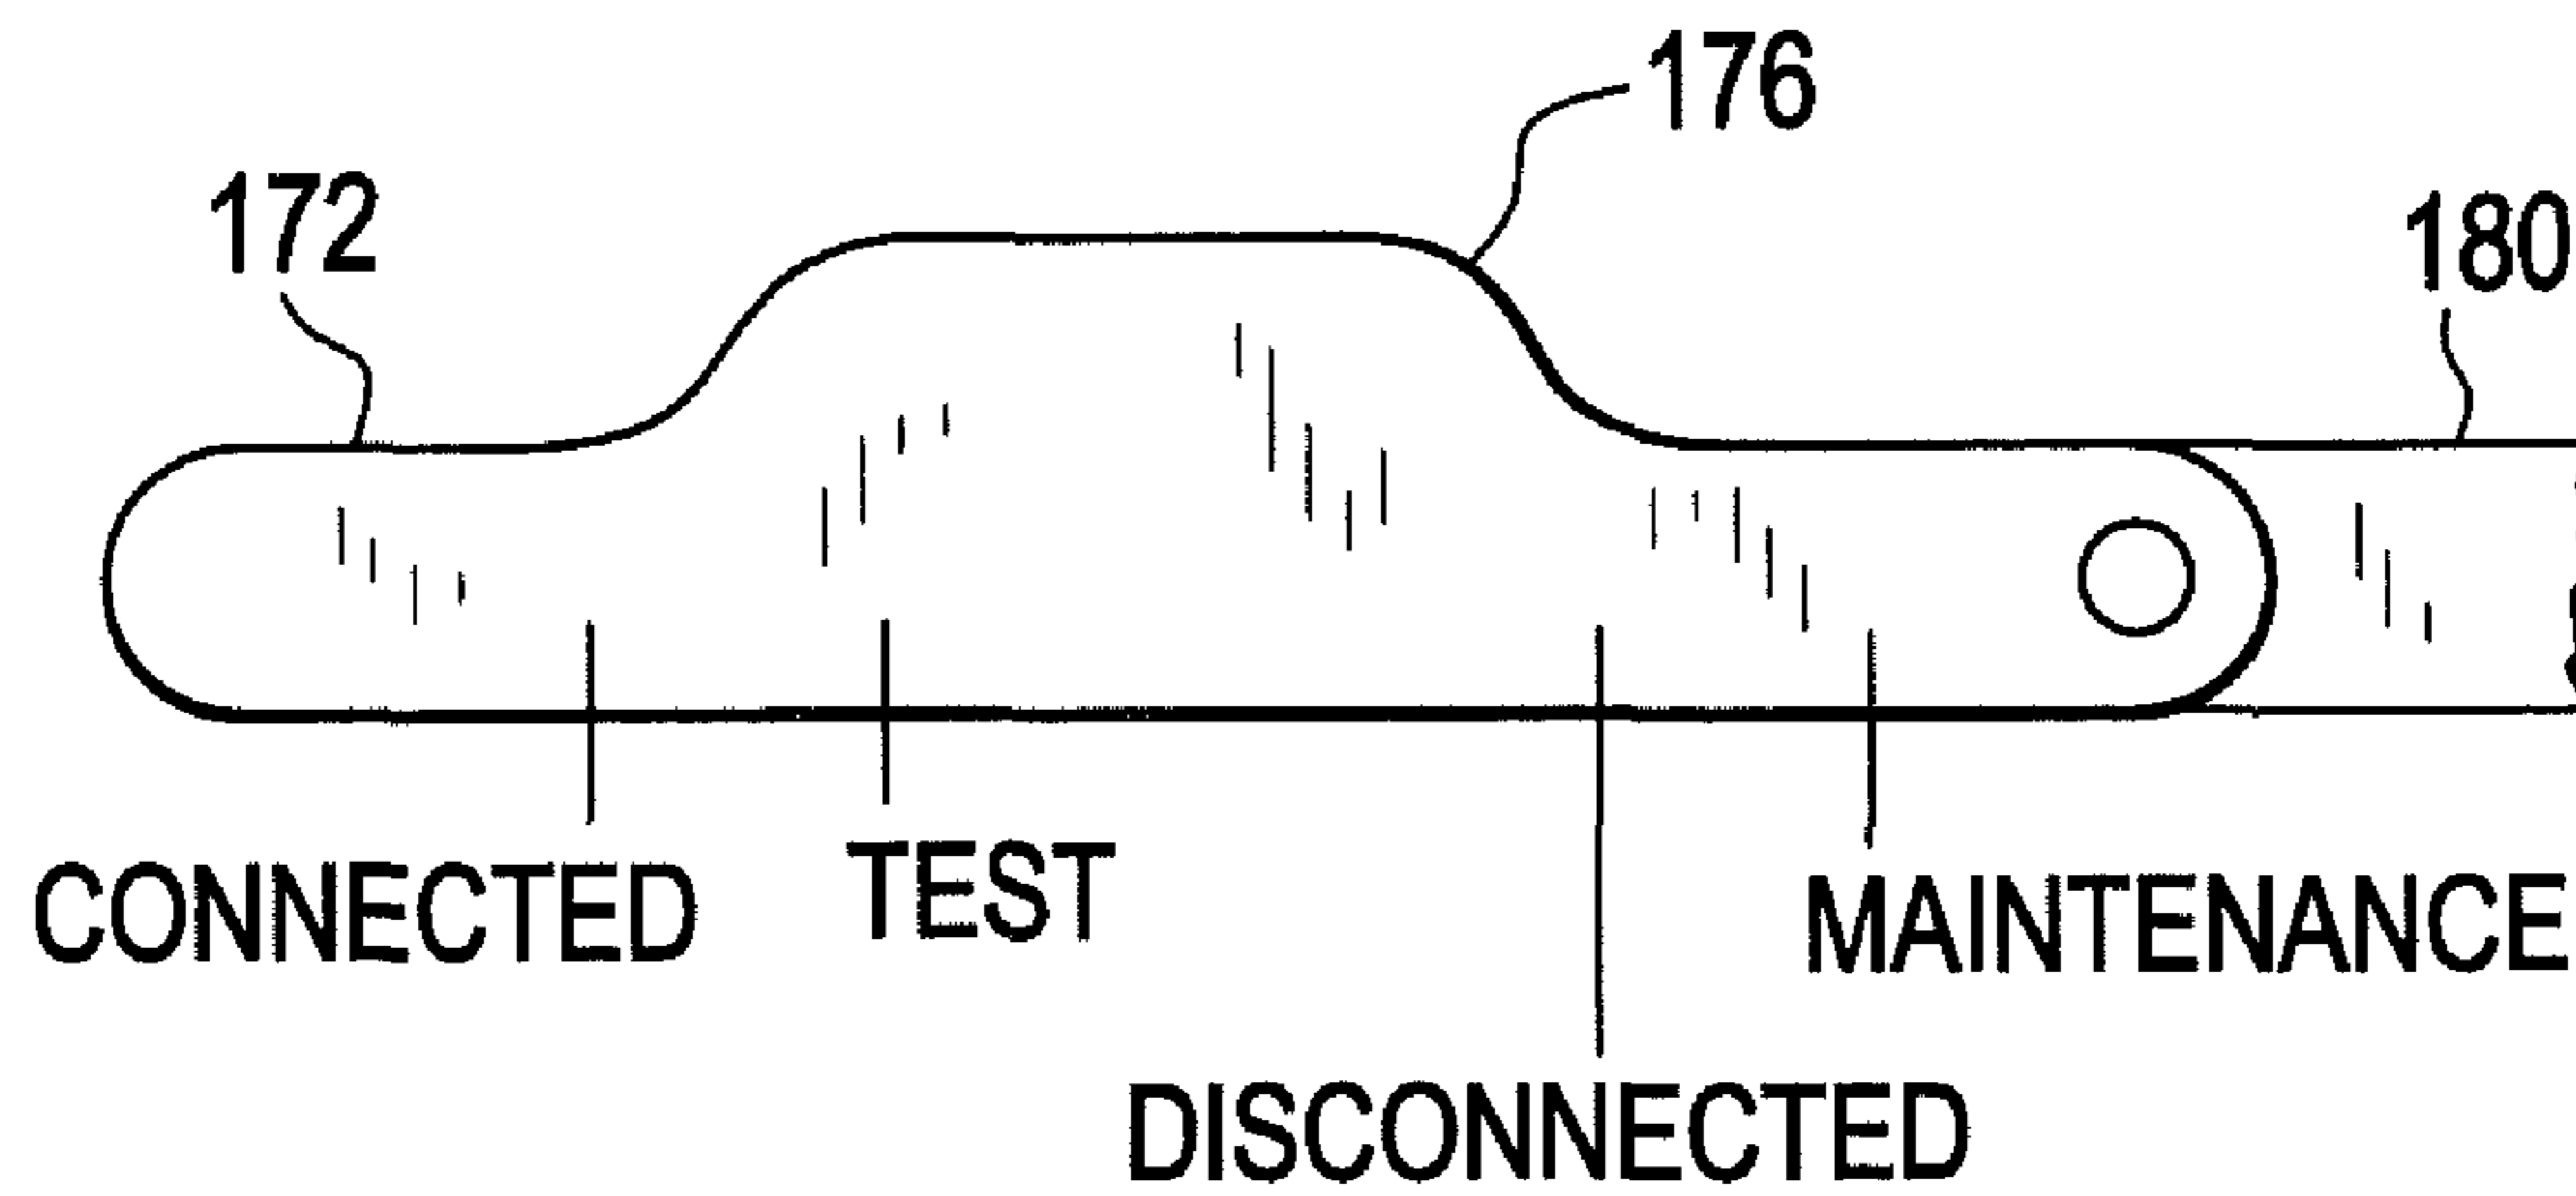 176
172
180
CONNECTED
TEST
MAINTENANCE
DISCONNECTED